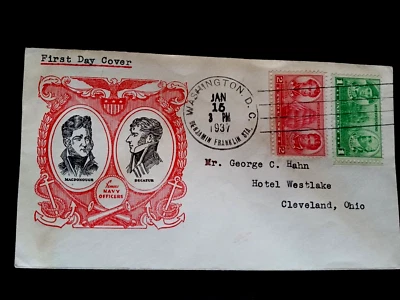 First Day Cover
WASHINGTON, D.C.
JAN
15
3 PM
1937
BENJAMIN FRANKLIN STA.
MACDONOUGH
DECATUR
Famous
NAVY
OFFICERS
Mr. George C. Hahn
Hotel Westlake
Cleveland, Ohio